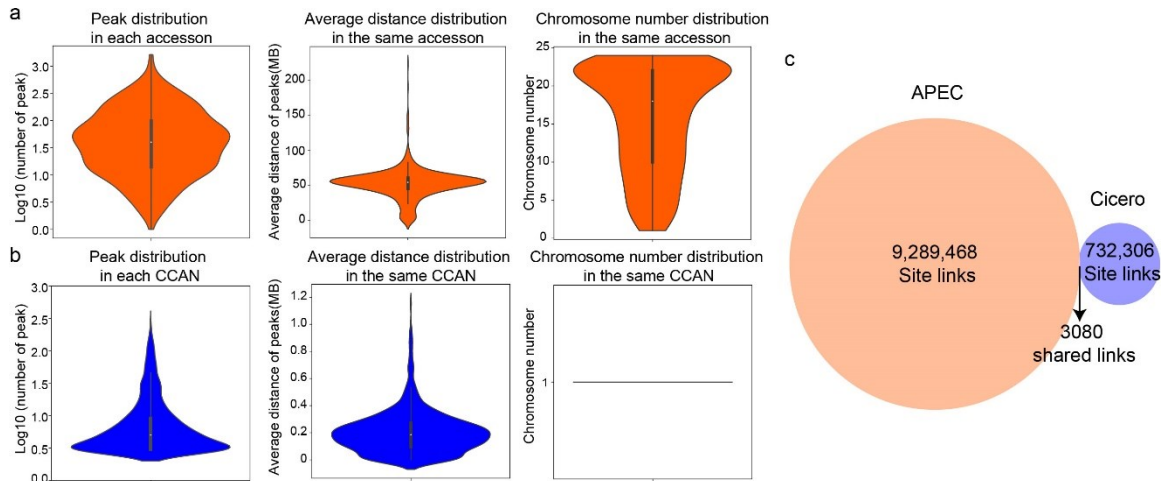 a
Peak distribution
in each accesson
Log10 (number of peak)
3.0
2.5
2.0
1.5
1.0
0.5
0.0
Average distance distribution
in the same accesson
Average distance of peaks(MB)
200
150
100
50
0
Chromosome number distribution
in the same accesson
Chromosome number
25
20
15
10
5
0
b
Peak distribution
in each CCAN
Log10 (number of peak)
3.0
2.5
2.0
1.5
1.0
0.5
0.0
Average distance distribution
in the same CCAN
Average distance of peaks(MB)
1.2
1.0
0.8
0.6
0.4
0.2
0.0
Chromosome number distribution
in the same CCAN
Chromosome number
1
c
APEC
Cicero
9,289,468
Site links
732,306
Site links
3080
shared links